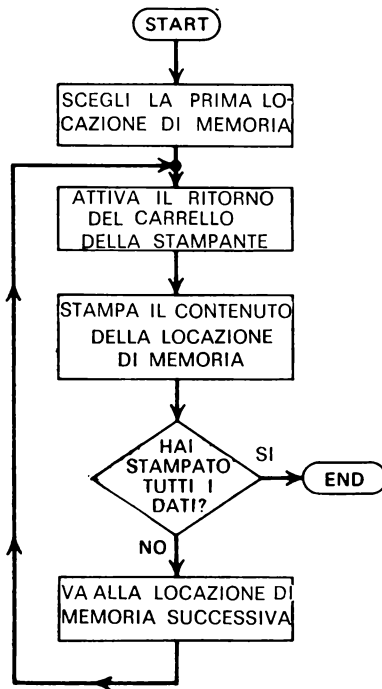 START
SCEGLI LA PRIMA LO-
CAZIONE DI MEMORIA
ATTIVA IL RITORNO
DEL CARRELLO
DELLA STAMPANTE
STAMPA IL CONTENUTO
DELLA LOCAZIONE
DI MEMORIA
HAI
STAMPATO
TUTTI I
DATI?
SI
END
NO
VA ALLA LOCAZIONE DI
MEMORIA SUCCESSIVA